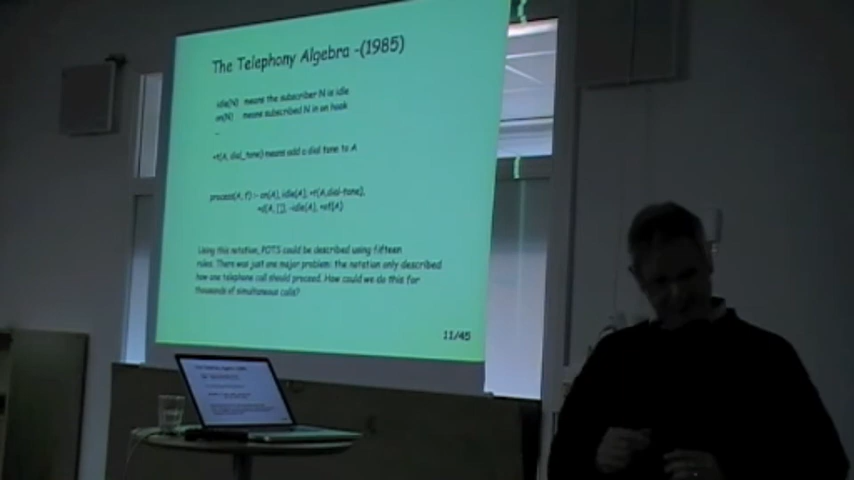 The Telephony Algebra -(1985)
idle(N) means the subscriber N is idle
on(N) means subscribed N in on hook
...
+t(A, dial_tone) means add a dial tone to A
process(A, f) :- on(A), idle(A), +t(A,dial-tone),
+d(A, []), -idle(A), +of(A)
Using this notation, POTS could be described using fifteen
rules. There was just one major problem: the notation only described
how one telephone call should proceed. How could we do this for
thousands of simultaneous calls?
11/45